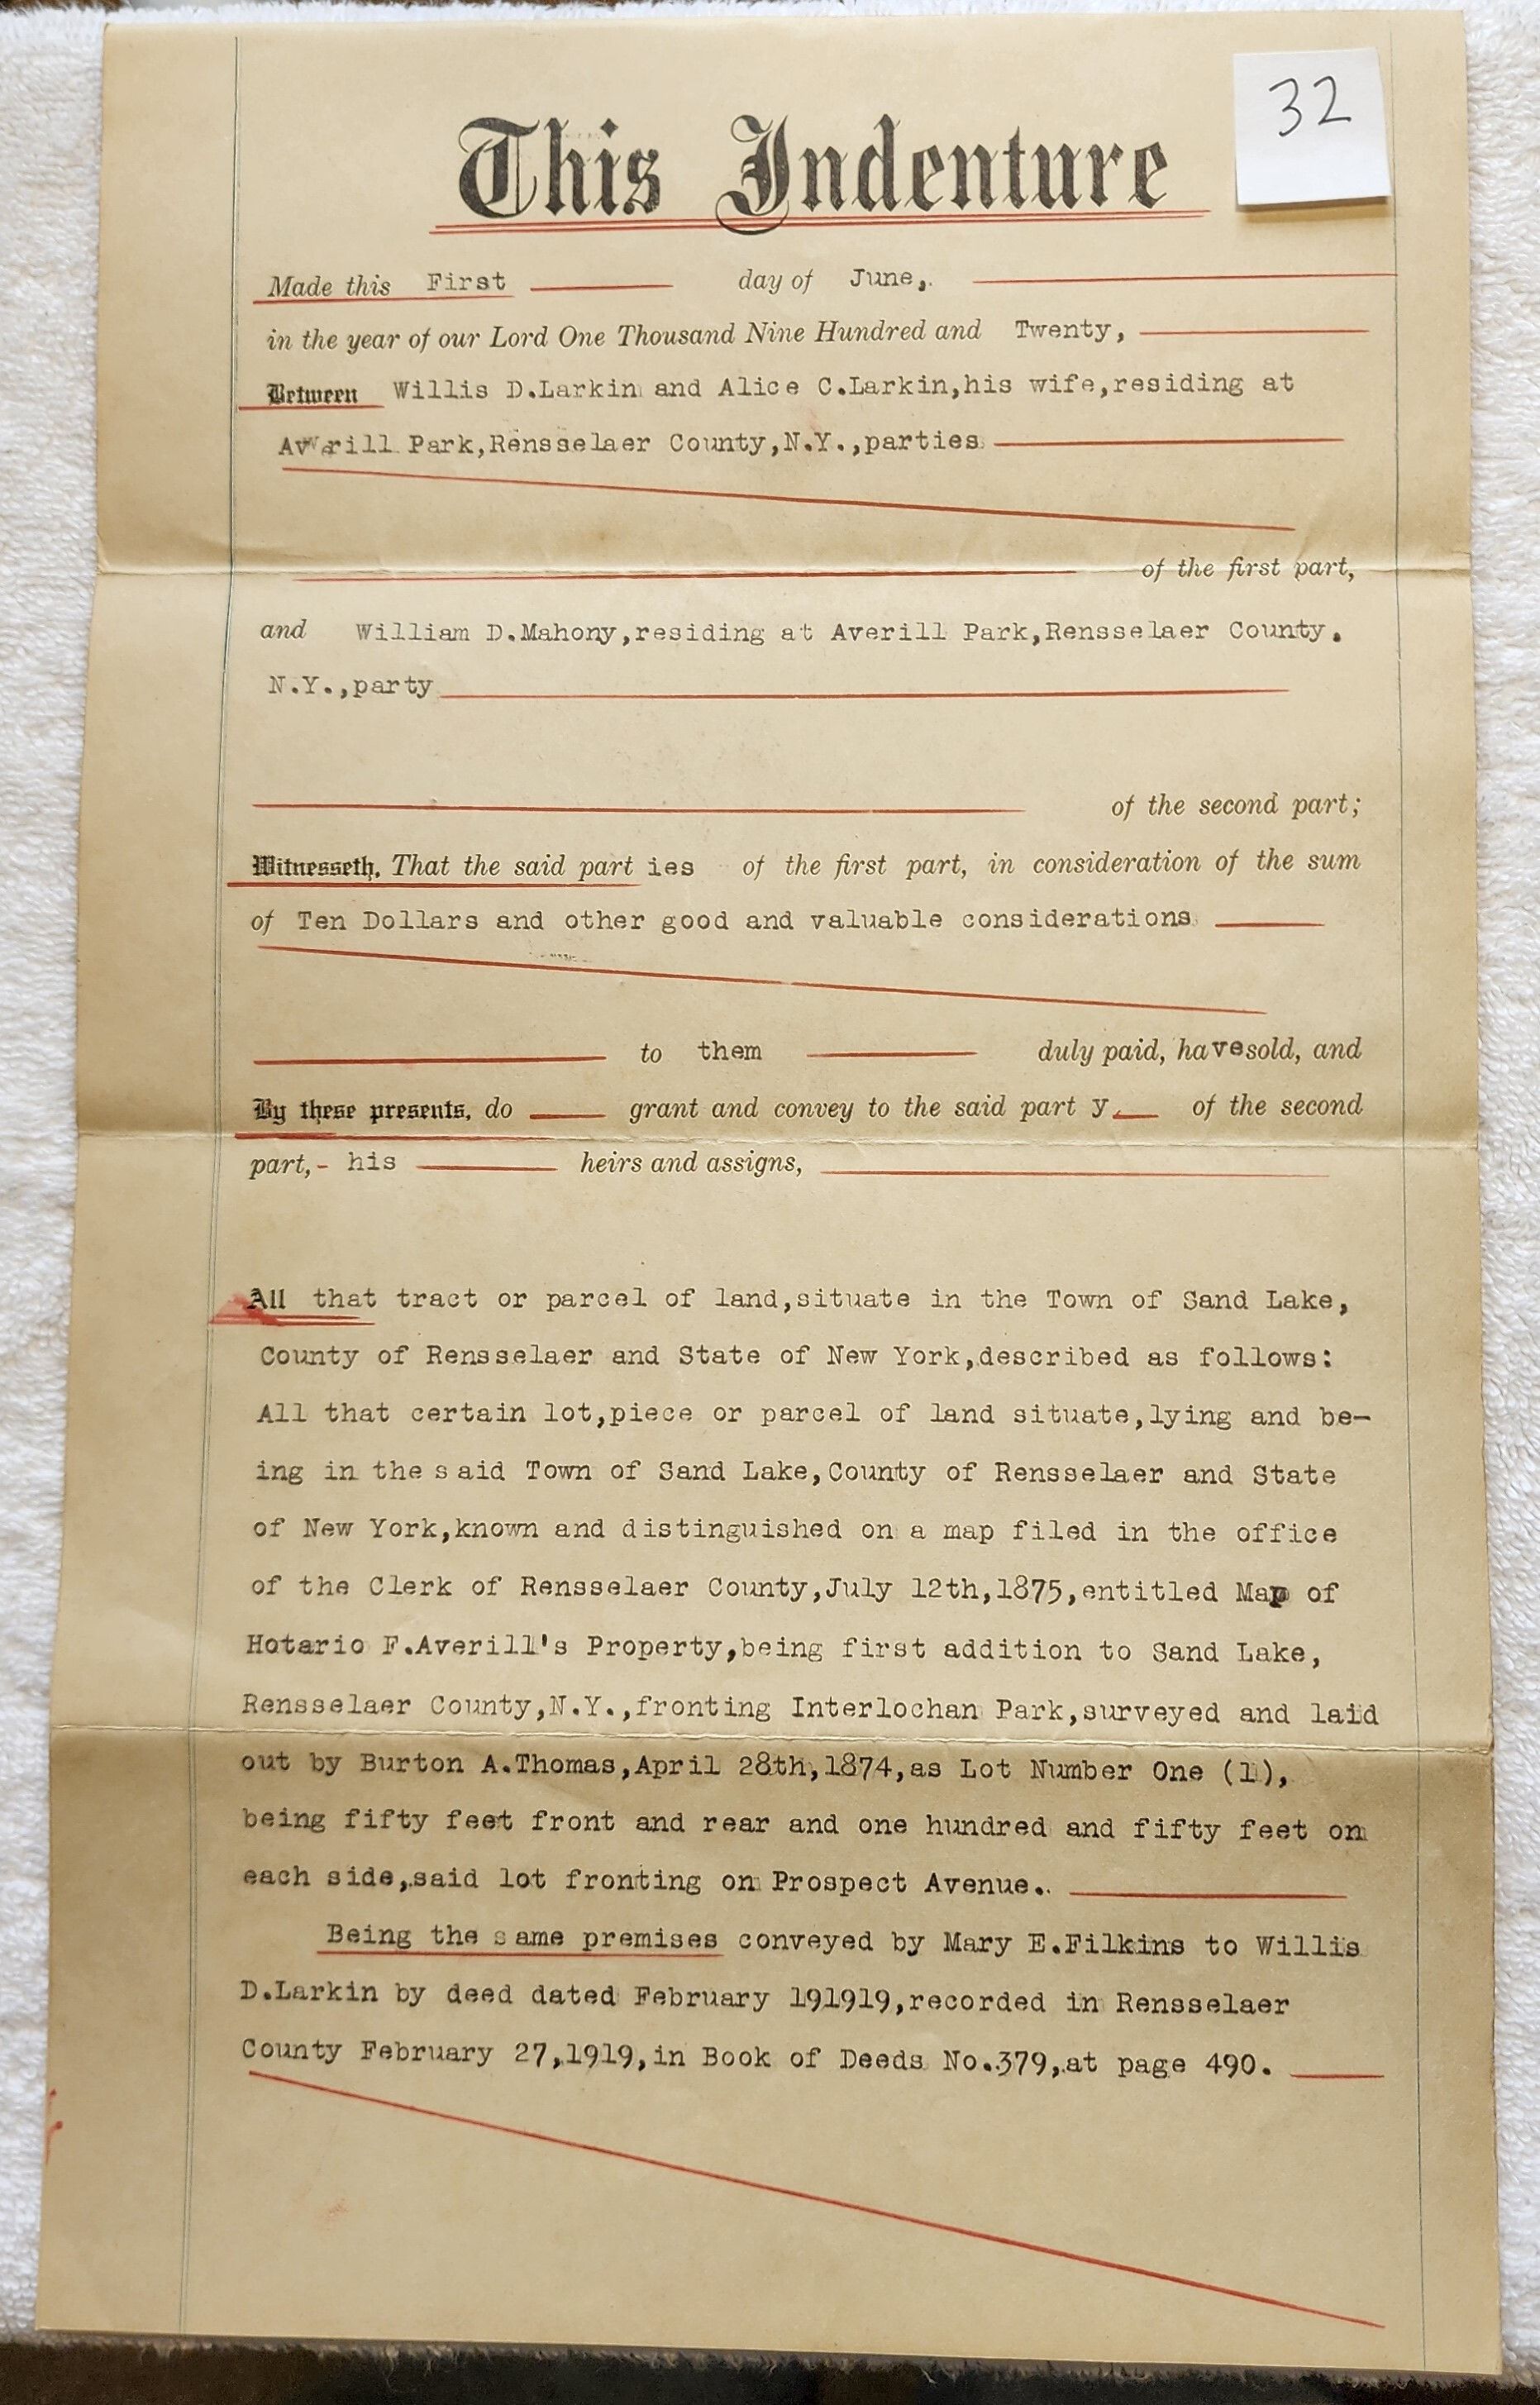 32
This Indenture
Made this First day of June,
in the year of our Lord One Thousand Nine Hundred and Twenty,
Between Willis D.Larkin and Alice C.Larkin,his wife,residing at
Averill Park,Rensselaer County,N.Y.,parties
of the first part,
and William D.Mahony,residing at Averill Park,Rensselaer County.
N.Y.,party
of the second part;
Witnesseth, That the said part ies of the first part, in consideration of the sum
of Ten Dollars and other good and valuable considerations
to them duly paid, have sold, and
By these presents, do grant and convey to the said part y. of the second
part,- his heirs and assigns,
All that tract or parcel of land,situate in the Town of Sand Lake,
County of Rensselaer and State of New York,described as follows:
All that certain lot,piece or parcel of land situate,lying and be-
ing in the said Town of Sand Lake,County of Rensselaer and State
of New York,known and distinguished on a map filed in the office
of the Clerk of Rensselaer County,July 12th,1875,entitled Map of
Hotario F.Averill's Property,being first addition to Sand Lake,
Rensselaer County,N.Y.,fronting Interlochan Park,surveyed and laid
out by Burton A.Thomas,April 28th,1874,as Lot Number One (1),
being fifty feet front and rear and one hundred and fifty feet on
each side,said lot fronting on Prospect Avenue.
Being the same premises conveyed by Mary E.Filkins to Willis
D.Larkin by deed dated February 191919,recorded in Rensselaer
County February 27,1919,in Book of Deeds No.379,at page 490.